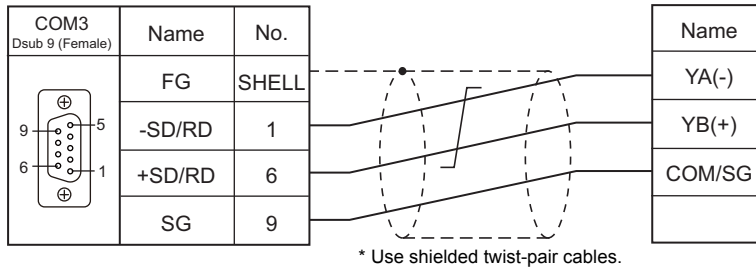 COM3
Dsub 9 (Female)
Name
No.
Name
FG
SHELL
YA(-)
9
5
-SD/RD
1
YB(+)
6
1
+SD/RD
6
COM/SG
SG
9
* Use shielded twist-pair cables.